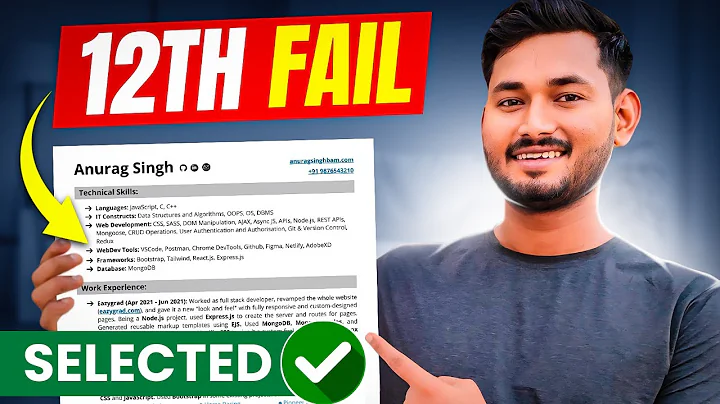 12TH FAIL
Anurag Singh
anuragsinghbam.com
+91 9876543210
Technical Skills:
→ Languages: JavaScript, C, C++
→ IT Constructs: Data Structures and Algorithms, OOPS, OS, DBMS
→ Web Development: CSS, SASS, DOM Manipulation, AJAX, Async JS, APIs, Node.js, REST APIs,
Mongoose, CRUD Operations, User Authentication and Authorisation, Git & Version Control,
Redux
→ WebDev Tools: VSCode, Postman, Chrome DevTools, Github, Figma, Netlify, AdobeXD
→ Frameworks: Bootstrap, Tailwind, React.js, Express.js
→ Database: MongoDB
Work Experience:
→ Eazygrad (Apr 2021 - Jun 2021): Worked as full stack developer, revamped the whole website
(eazygrad.com), and gave it a new "look and feel" with fully responsive and custom-designed
pages. Being a Node.js project, used Express.js to create the server and routes for pages.
Generated reusable markup templates using EJS. Used MongoDB,
SELECTED
CSS and JavaScript. Used Bootstrap
Pioneer